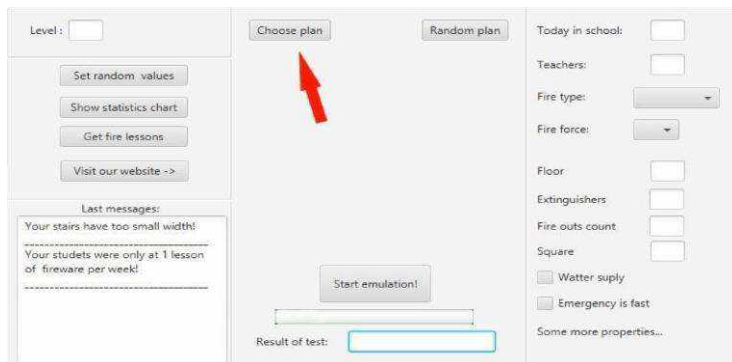 Level :
Set random values
Show statistics chart
Get fire lessons
Visit our website ->
Last messages:
Your stairs have too small width!
Your studets were only at 1 lesson
of fireware per week!
Choose plan
Random plan
Start emulation!
Result of test:
Today in school:
Teachers:
Fire type:
Fire force:
Floor
Extinguishers
Fire outs count
Square
Watter suply
Emergency is fast
Some more properties...